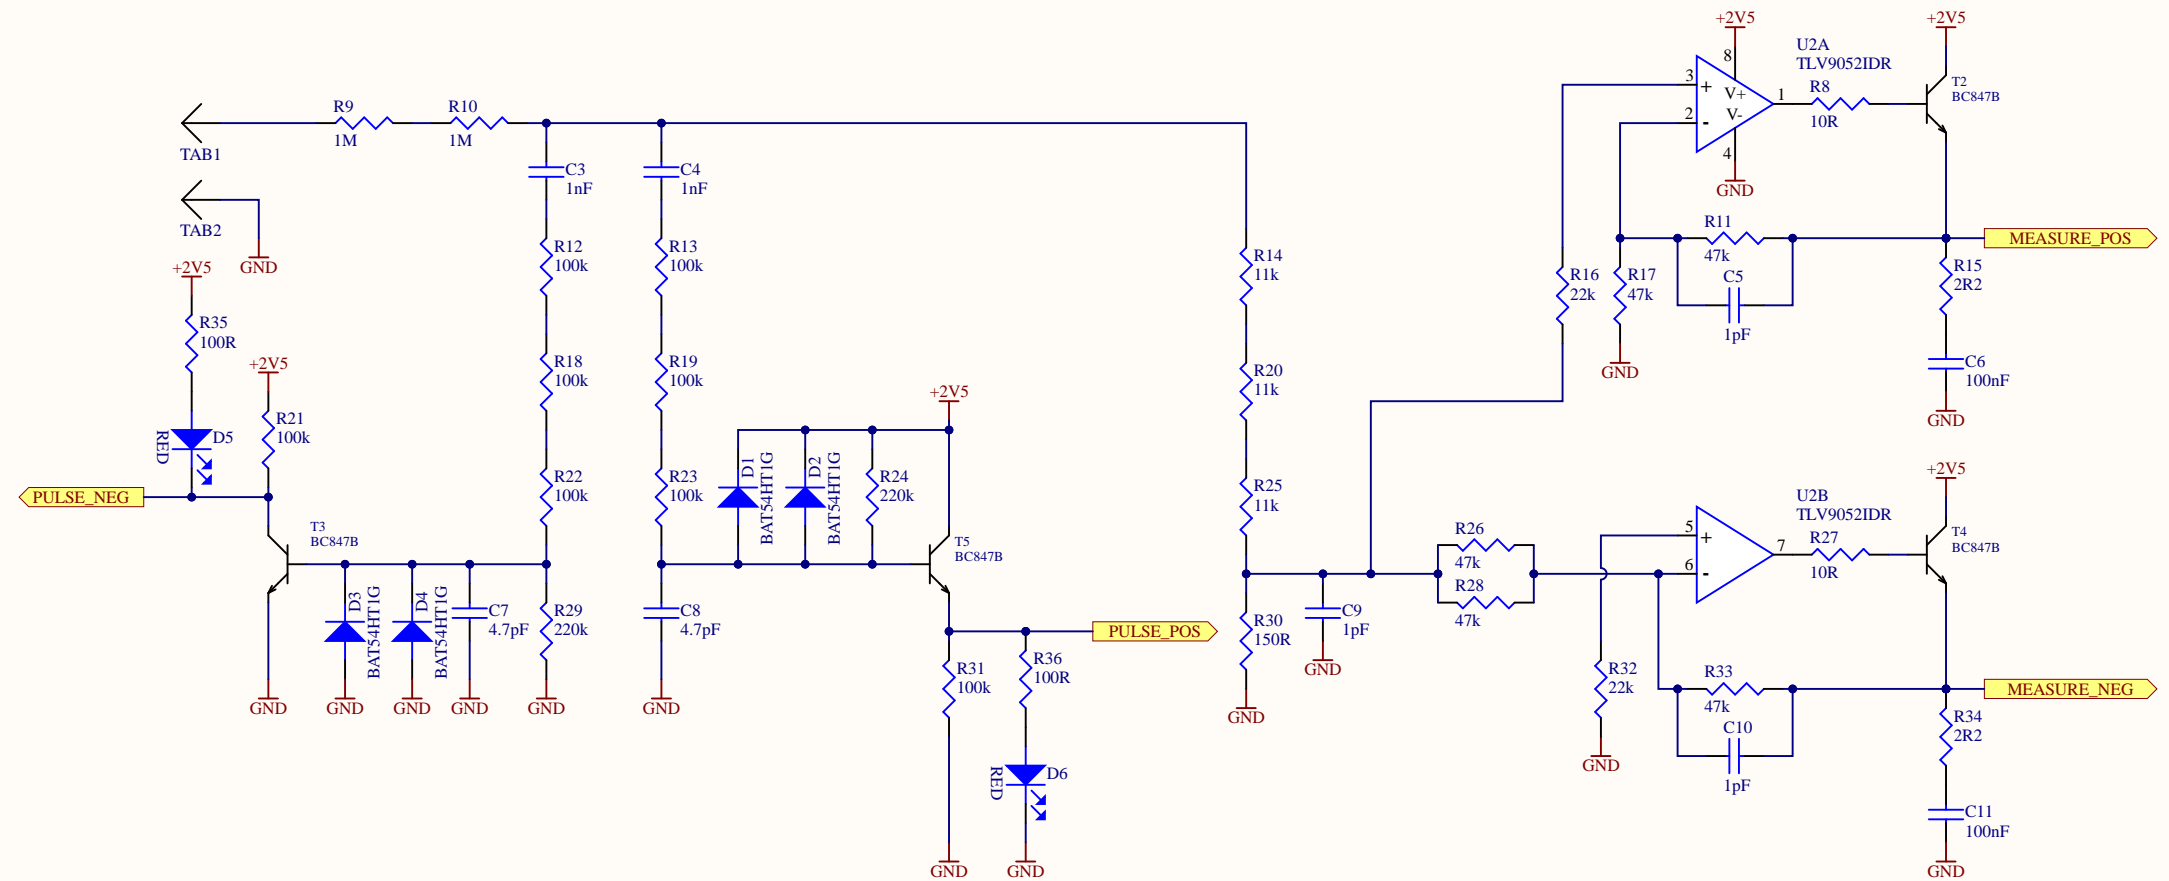 +2V5
+2V5
U2A
TLV9052IDR
8
3
+
V+
V-
2
-
1
4
GND
R8
10R
T2
BC847B
R9
1M
R10
1M
TAB1
TAB2
GND
C3
1nF
C4
1nF
R12
100k
R13
100k
R14
11k
R16
22k
R17
47k
GND
R11
47k
C5
1pF
MEASURE_POS
R15
2R2
C6
100nF
GND
+2V5
R35
100R
+2V5
R21
100k
RED
D5
PULSE_NEG
T3
BC847B
GND
R18
100k
R19
100k
R20
11k
R22
100k
R23
100k
R25
11k
+2V5
D1
BAT54HT1G
D2
BAT54HT1G
R24
220k
T5
BC847B
D3
BAT54HT1G
GND
D4
BAT54HT1G
GND
C7
4.7pF
GND
R29
220k
GND
C8
4.7pF
GND
PULSE_POS
R31
100k
GND
R36
100R
RED
D6
GND
R30
150R
GND
C9
1pF
GND
R26
47k
R28
47k
U2B
TLV9052IDR
5
+
6
-
7
R27
10R
+2V5
T4
BC847B
R32
22k
GND
R33
47k
C10
1pF
MEASURE_NEG
R34
2R2
C11
100nF
GND